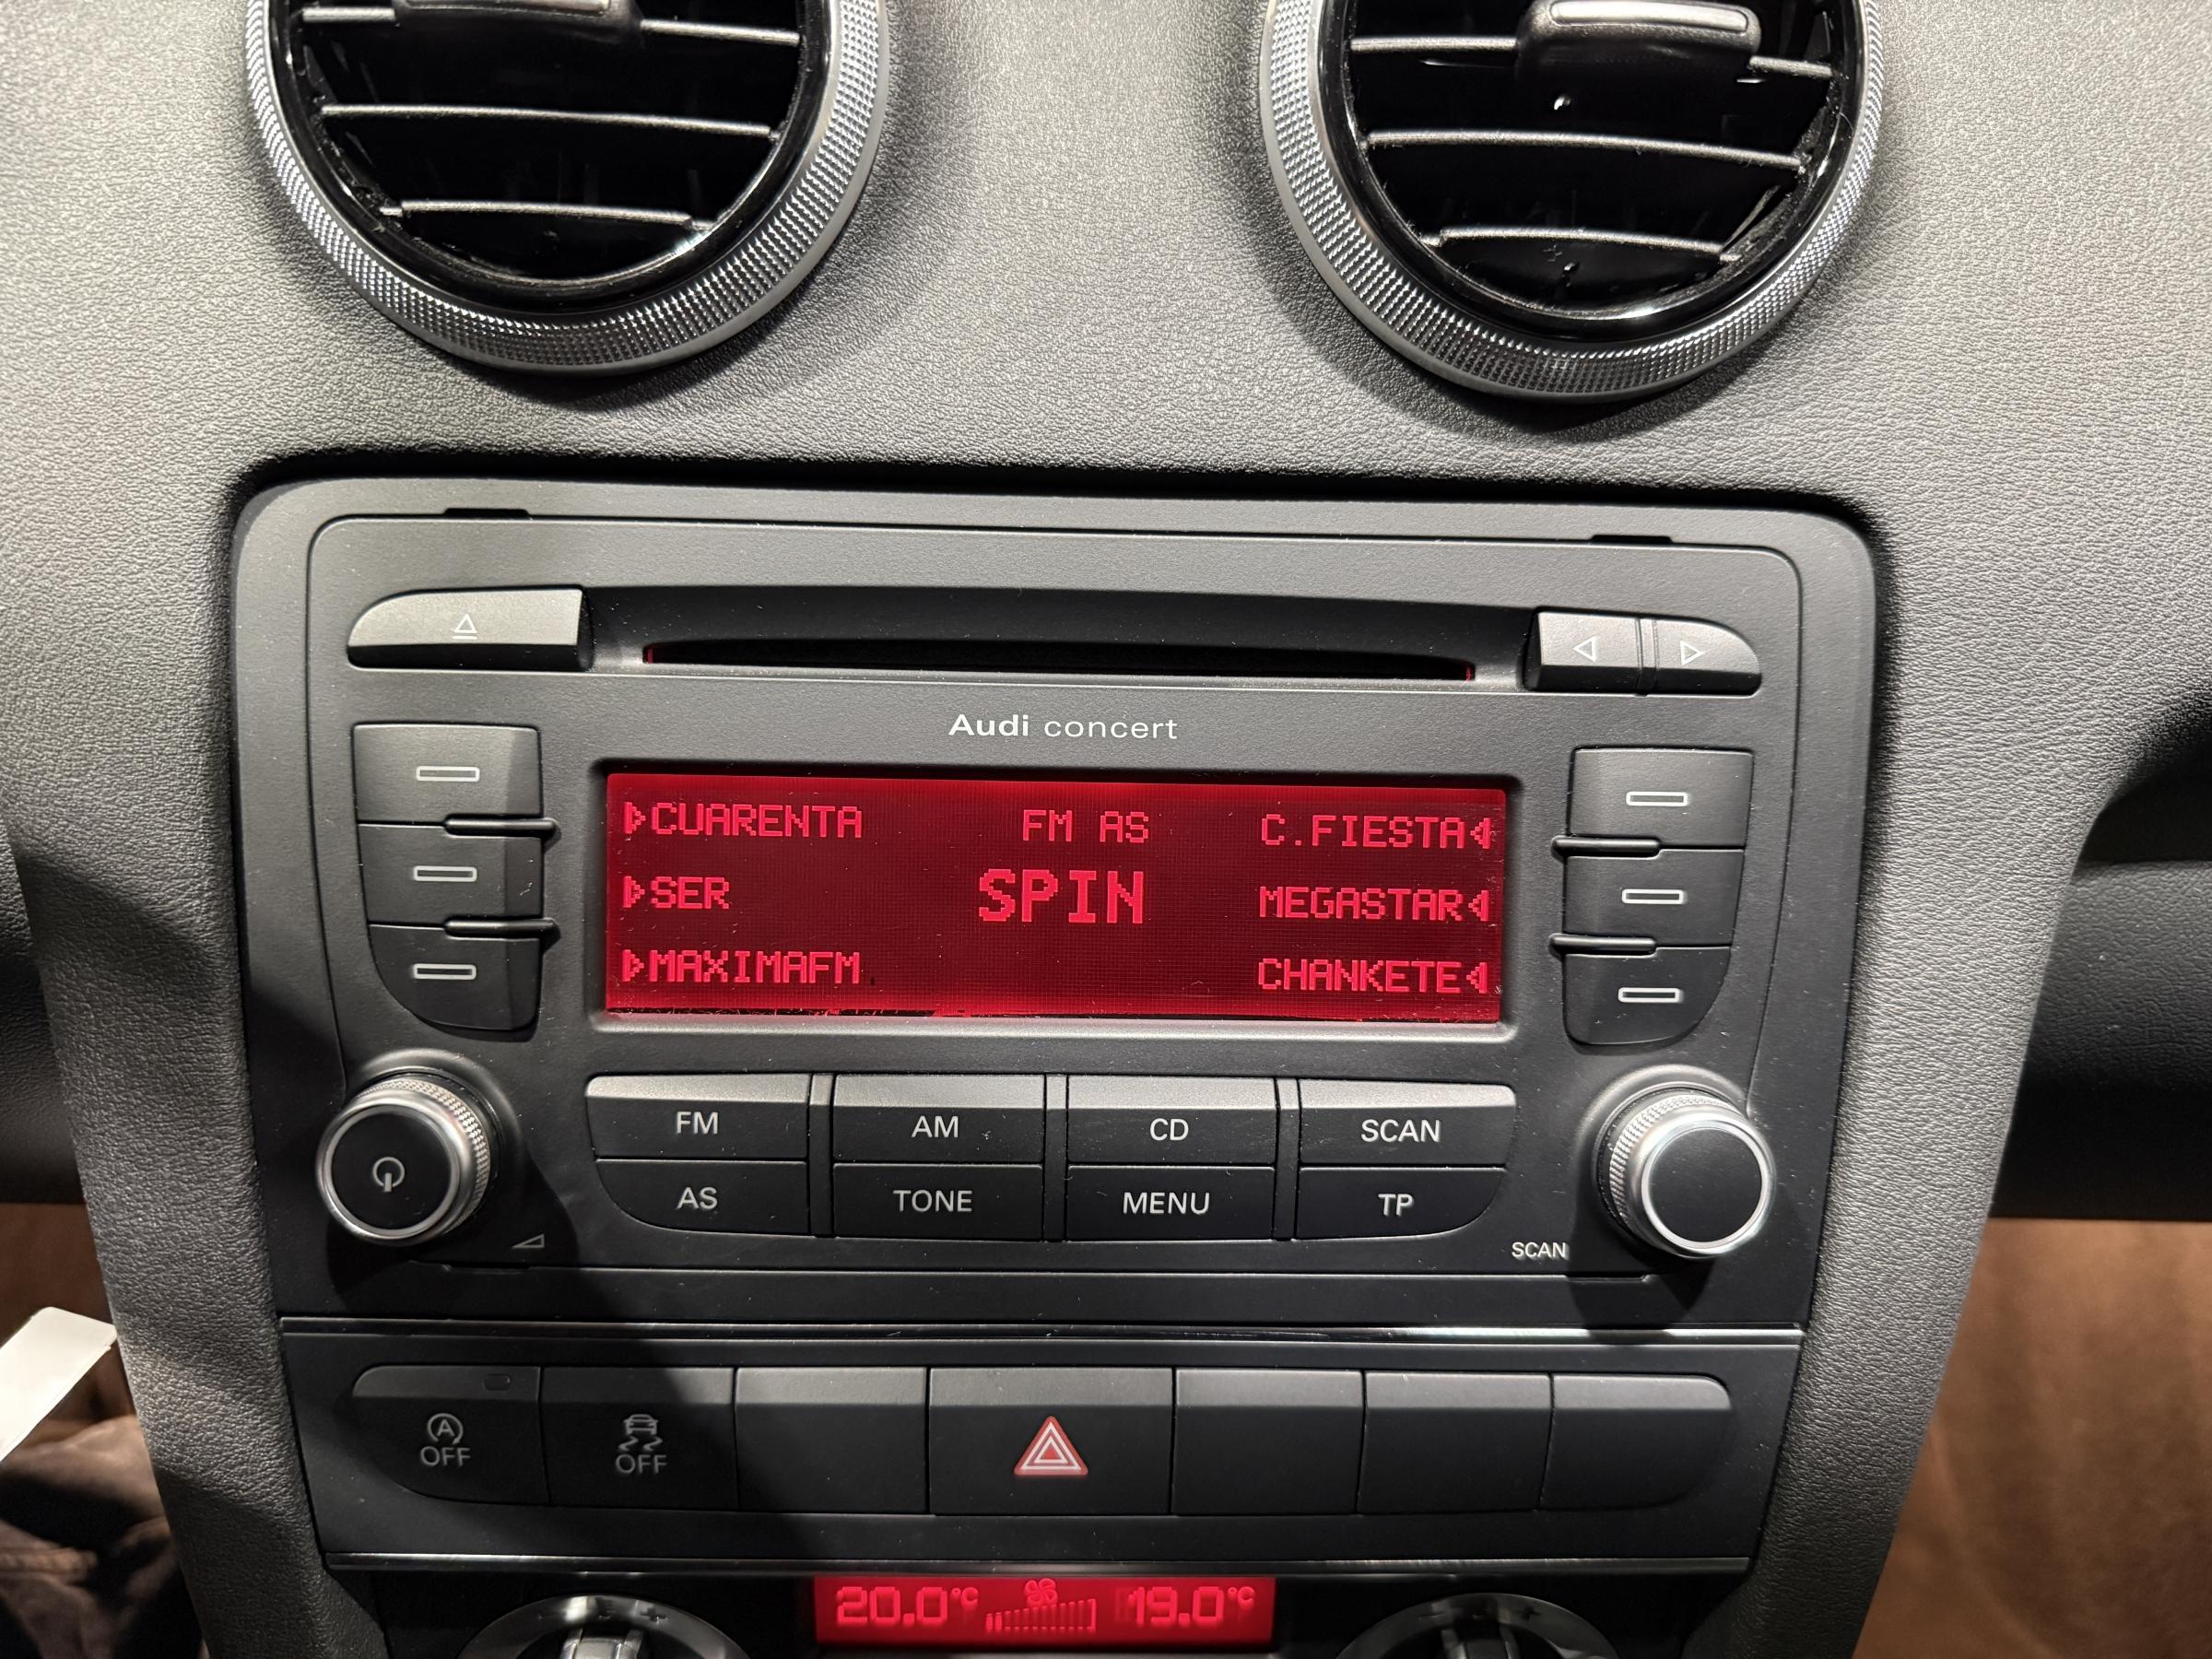 Audi concert
CUARENTA FM AS C.FIESTA
SER SPIN MEGASTAR
MAXIMAFM CHANKETE
FM AM CD SCAN
AS TONE MENU TP
SCAN
A
OFF OFF
20.0°C 19.0°C